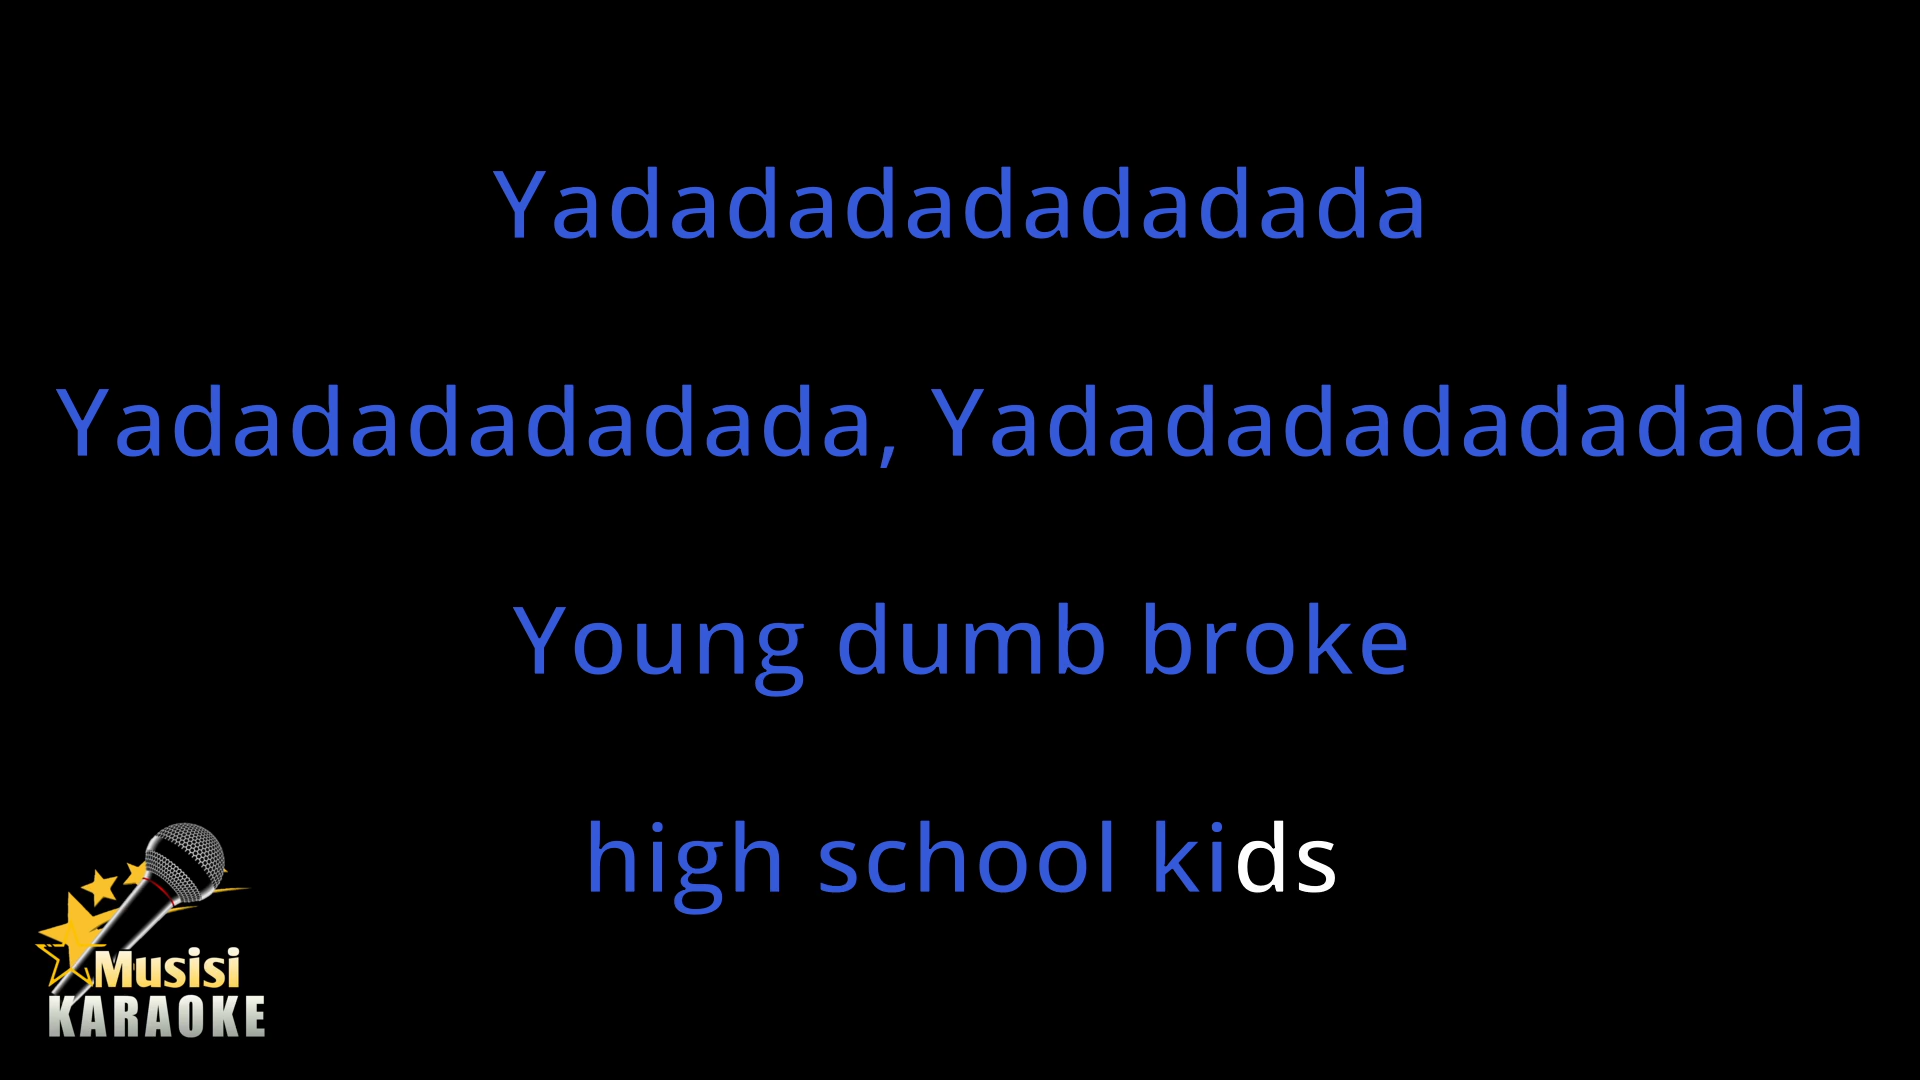 Yadadadadadadada
Yadadadadadada, Yadadadadadadada
Young dumb broke
high school kids
Musisi
KARAOKE